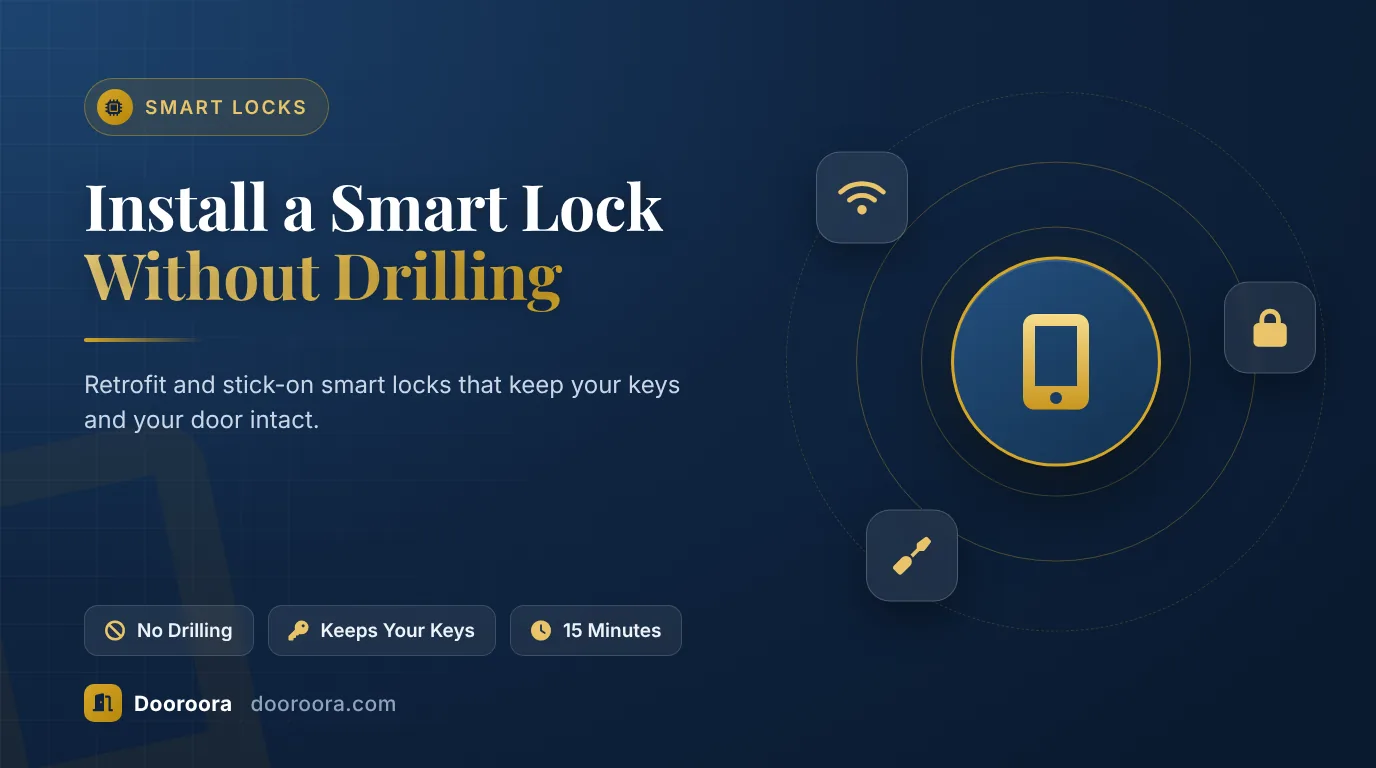 SMART LOCKS
Install a Smart Lock
Without Drilling
Retrofit and stick-on smart locks that keep your keys
and your door intact.
No Drilling
Keeps Your Keys
15 Minutes
Dooroora dooroora.com